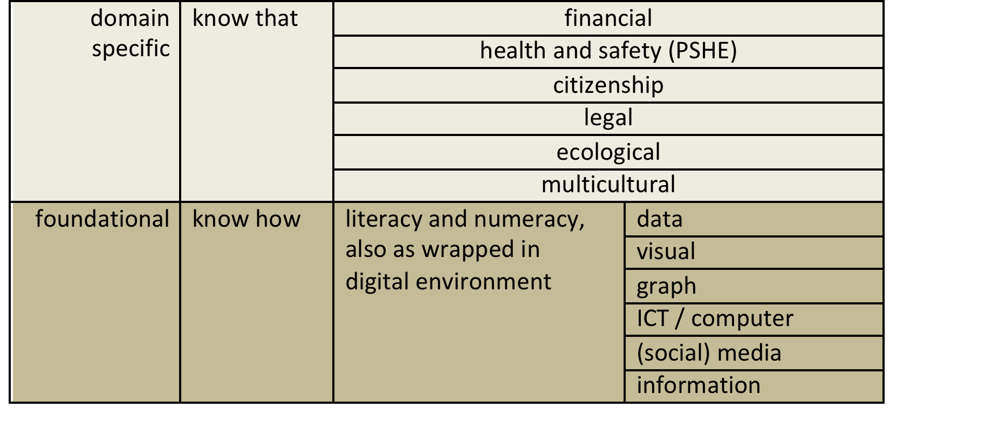 domain specific
know that
financial
health and safety (PSHE)
citizenship
legal
ecological
multicultural
foundational
know how
literacy and numeracy,
also as wrapped in
digital environment
data
visual
graph
ICT / computer
(social) media
information